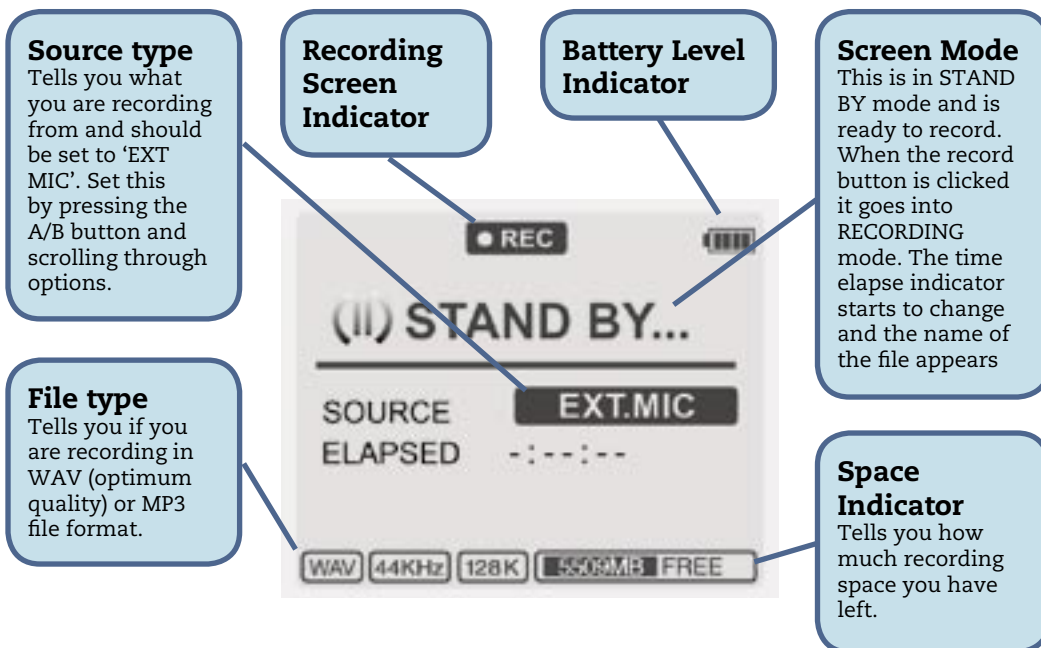 Source type
Tells you what
you are recording
from and should
be set to ‘EXT
MIC’. Set this
by pressing the
A/B button and
scrolling through
options.
Recording
Screen
Indicator
Battery Level
Indicator
Screen Mode
This is in STAND
BY mode and is
ready to record.
When the record
button is clicked
it goes into
RECORDING
mode. The time
elapse indicator
starts to change
and the name of
the file appears
REC
STAND BY...
SOURCE EXT.MIC
ELAPSED -:--:--
File type
Tells you if you
are recording in
WAV (optimum
quality) or MP3
file format.
WAV 44KHz 128K 5509MB FREE
Space
Indicator
Tells you how
much recording
space you have
left.